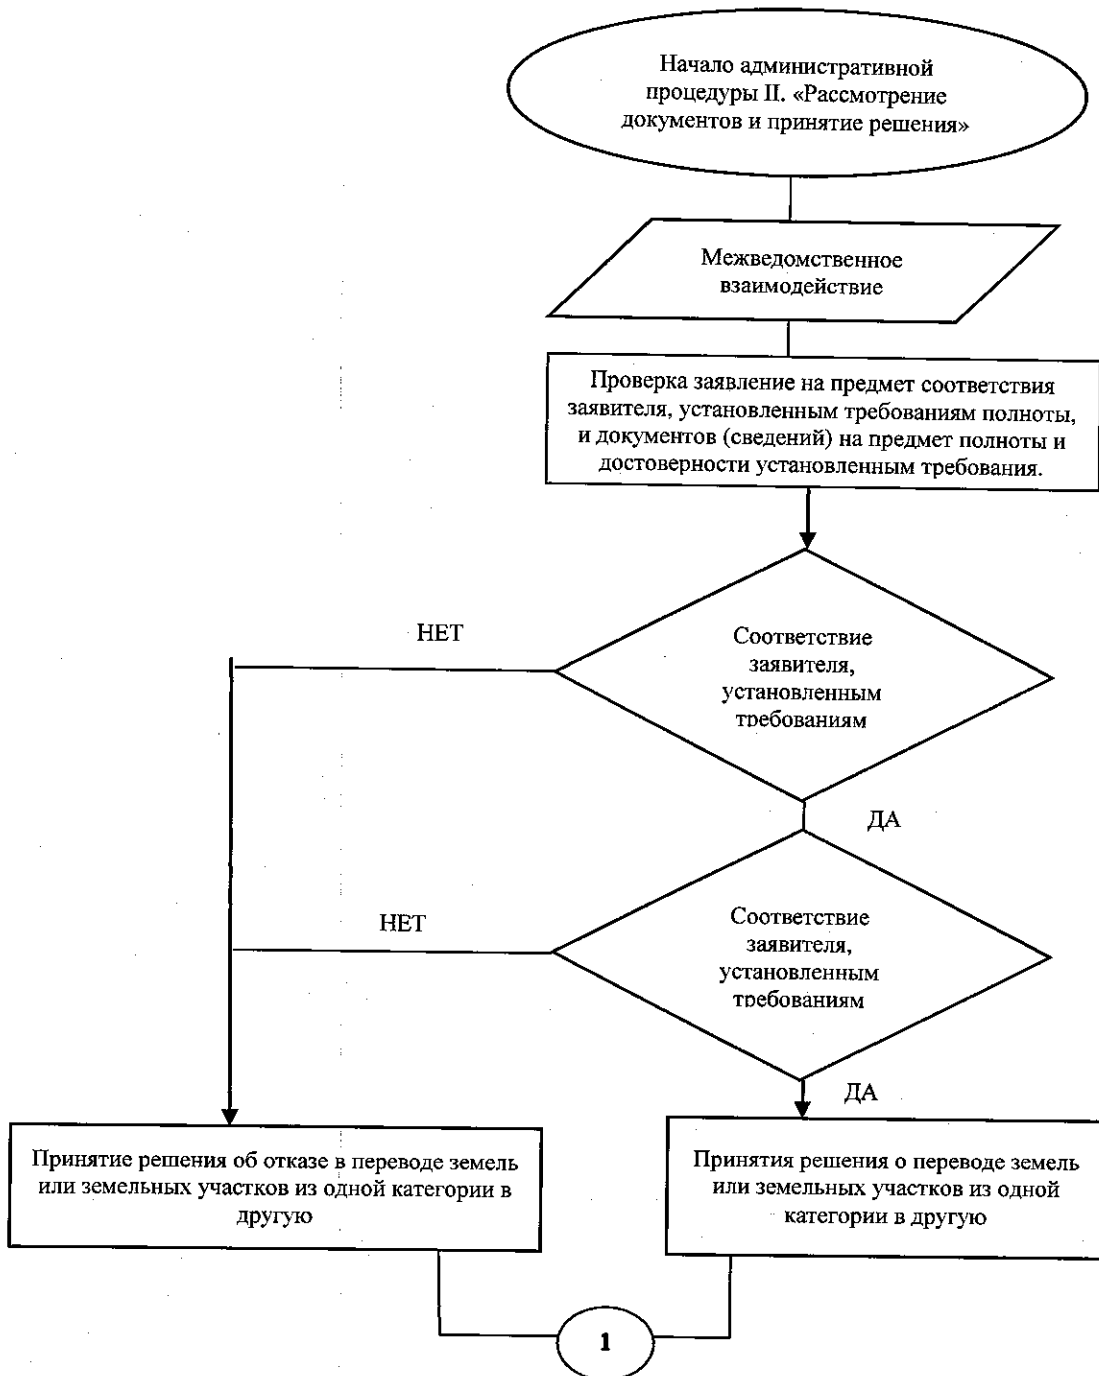 Начало административной
процедуры II. «Рассмотрение
документов и принятие решения»
Межведомственное
взаимодействие
Проверка заявление на предмет соответствия
заявителя, установленным требованиям полноты,
и документов (сведений) на предмет полноты и
достоверности установленным требования.
НЕТ
Соответствие
заявителя,
установленным
требованиям
ДА
НЕТ
Соответствие
заявителя,
установленным
требованиям
ДА
Принятие решения об отказе в переводе земель
или земельных участков из одной категории в
другую
Принятия решения о переводе земель
или земельных участков из одной
категории в другую
1